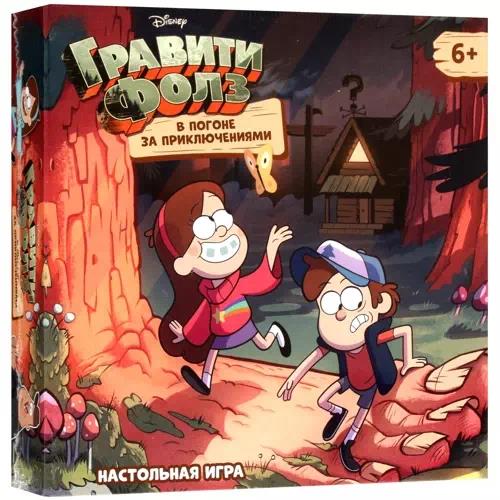 Disney
ГРАВИТИ
ФОЛЗ
В ПОГОНЕ
ЗА ПРИКЛЮЧЕНИЯМИ
6+
?
НАСТОЛЬНАЯ ИГРА